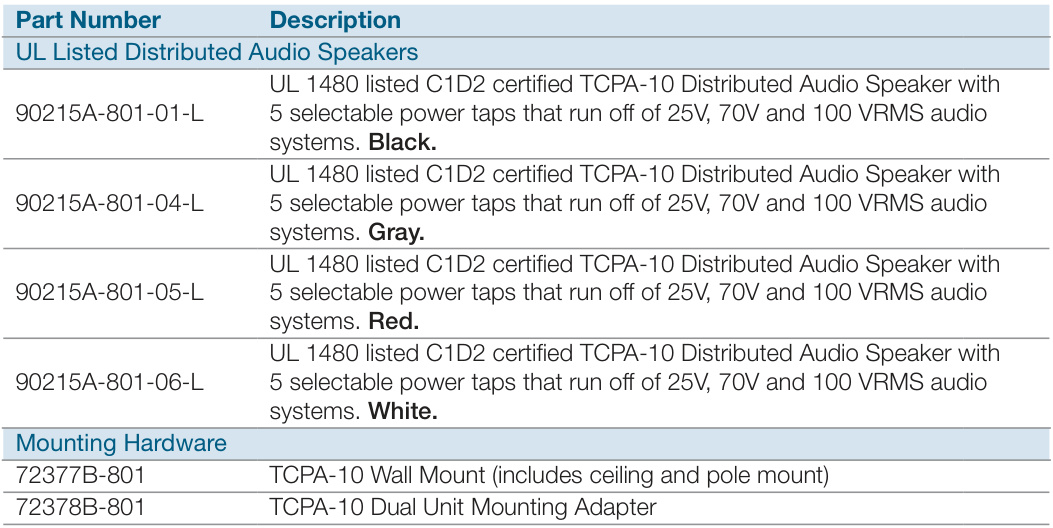 Part Number Description
UL Listed Distributed Audio Speakers
UL 1480 listed C1D2 certified TCPA-10 Distributed Audio Speaker with
90215A-801-01-L 5 selectable power taps that run off of 25V, 70V and 100 VRMS audio
systems. Black.
UL 1480 listed C1D2 certified TCPA-10 Distributed Audio Speaker with
90215A-801-04-L 5 selectable power taps that run off of 25V, 70V and 100 VRMS audio
systems. Gray.
UL 1480 listed C1D2 certified TCPA-10 Distributed Audio Speaker with
90215A-801-05-L 5 selectable power taps that run off of 25V, 70V and 100 VRMS audio
systems. Red.
UL 1480 listed C1D2 certified TCPA-10 Distributed Audio Speaker with
90215A-801-06-L 5 selectable power taps that run off of 25V, 70V and 100 VRMS audio
systems. White.
Mounting Hardware
72377B-801 TCPA-10 Wall Mount (includes ceiling and pole mount)
72378B-801 TCPA-10 Dual Unit Mounting Adapter